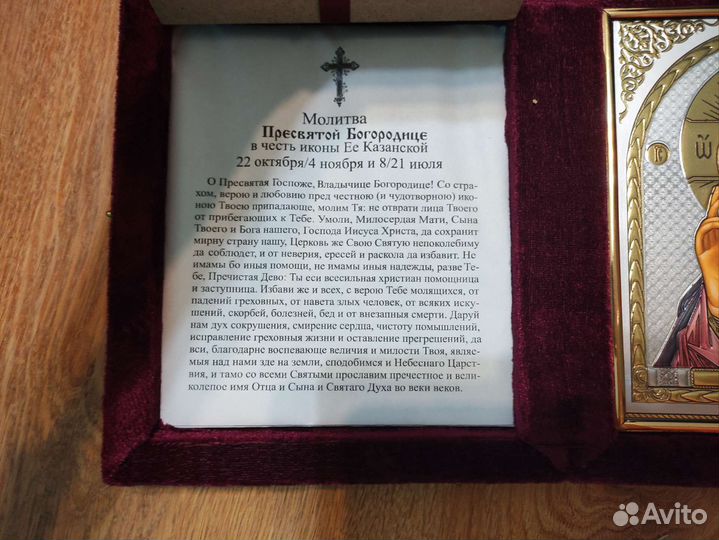 Молитва
Пресвятой Богородице
в честь иконы Ее Казанской
22 октября/4 ноября и 8/21 июля
О Пресвятая Госпоже, Владычице Богородице! Со стра-
хом, верою и любовию пред честною (и чудотворною) ико-
ною Твоею припадающе, молим Тя: не отврати лица Твоего
от прибегающих к Тебе. Умоли, Милосердая Мати, Сына
Твоего и Бога нашего, Господа Иисуса Христа, да сохранит
мирну страну нашу, Церковь же Свою Святую непоколебиму
да соблюдет, и от неверия, ересей и раскола да избавит. Не
имамы бо иныя помощи, не имамы иныя надежды, разве Те-
бе, Пречистая Дево: Ты еси всесильная христиан помощница
и заступница. Избави же и всех, с верою Тебе молящихся, от
падений греховных, от навета злых человек, от всяких иску-
шений, скорбей, болезней, бед и от внезапныя смерти. Даруй
нам дух сокрушения, смирение сердца, чистоту помышлений,
исправление греховныя жизни и оставление прегрешений, да
вси, благодарне воспевающе величия и милости Твоя, являе-
мыя над нами зде на земли, сподобимся и Небеснаго Царст-
вия, и тамо со всеми Святыми прославим пречестное и вели-
колепое имя Отца и Сына и Святаго Духа во веки веков.
Avito